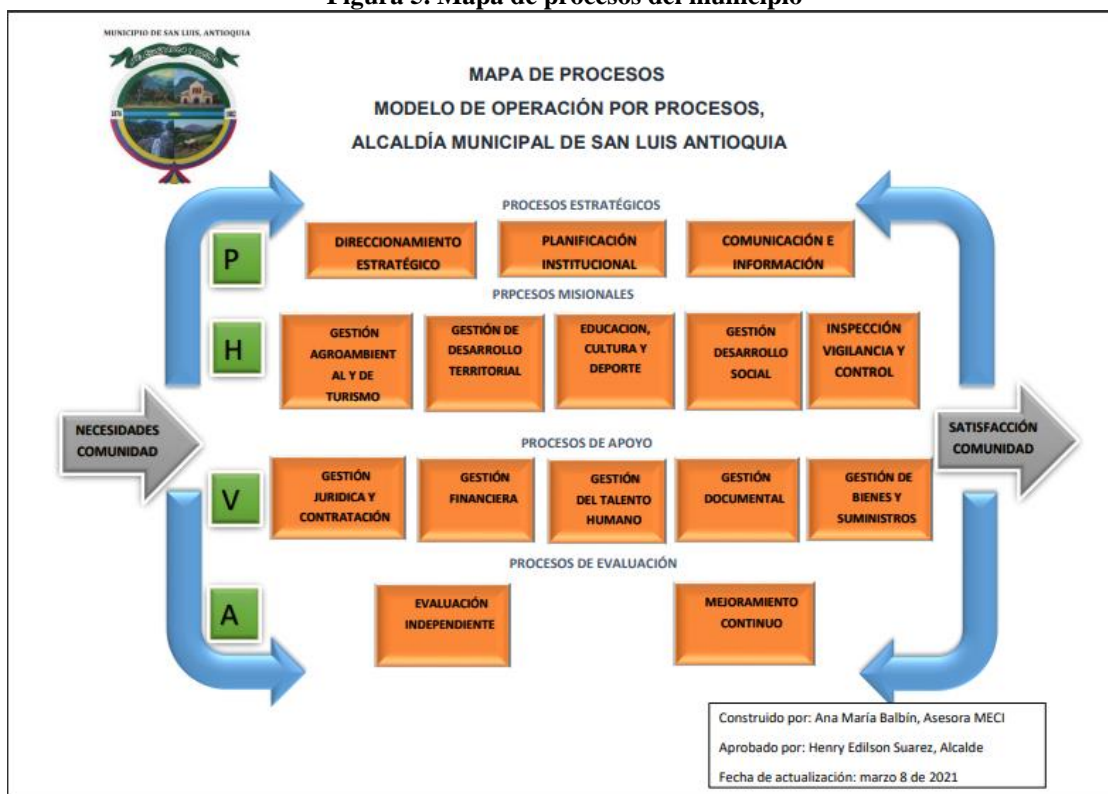 Figura 5. Mapa de procesos del municipio
MUNICIPIO DE SAN LUIS, ANTIOQUIA
MAPA DE PROCESOS
MODELO DE OPERACIÓN POR PROCESOS,
ALCALDÍA MUNICIPAL DE SAN LUIS ANTIOQUIA
PROCESOS ESTRATÉGICOS
P
DIRECCIONAMIENTO
ESTRATÉGICO
PLANIFICACIÓN
INSTITUCIONAL
COMUNICACIÓN E
INFORMACIÓN
PRPCESOS MISIONALES
H
GESTIÓN
AGROAMBIENT
AL Y DE
TURISMO
GESTIÓN DE
DESARROLLO
TERRITORIAL
EDUCACION,
CULTURA Y
DEPORTE
GESTIÓN
DESARROLLO
SOCIAL
INSPECCIÓN
VIGILANCIA Y
CONTROL
NECESIDADES
COMUNIDAD
SATISFACCIÓN
COMUNIDAD
PROCESOS DE APOYO
V
GESTIÓN
JURIDICA Y
CONTRATACIÓN
GESTIÓN
FINANCIERA
GESTIÓN
DEL TALENTO
HUMANO
GESTIÓN
DOCUMENTAL
GESTIÓN DE
BIENES Y
SUMINISTROS
PROCESOS DE EVALUACIÓN
A
EVALUACIÓN
INDEPENDIENTE
MEJORAMIENTO
CONTINUO
Construido por: Ana María Balbín, Asesora MECI
Aprobado por: Henry Edilson Suarez, Alcalde
Fecha de actualización: marzo 8 de 2021